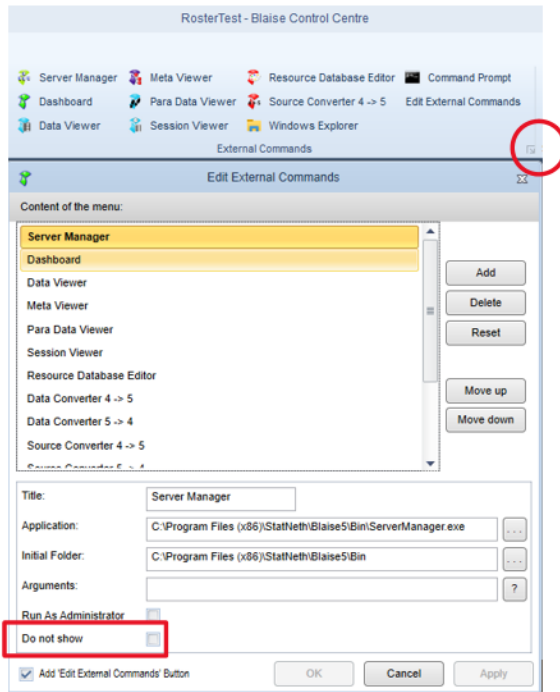 RosterTest - Blaise Control Centre
Server Manager Meta Viewer Resource Database Editor Command Prompt
Dashboard Para Data Viewer Source Converter 4 -> 5 Edit External Commands
Data Viewer Session Viewer Windows Explorer
External Commands
Edit External Commands
Content of the menu:
Server Manager
Dashboard
Data Viewer
Meta Viewer
Para Data Viewer
Session Viewer
Resource Database Editor
Data Converter 4 -> 5
Data Converter 5 -> 4
Source Converter 4 -> 5
Source Converter 5 -> 4
Add
Delete
Reset
Move up
Move down
Title: Server Manager
Application: C:\Program Files (x86)\StatNeth\Blaise5\Bin\ServerManager.exe ...
Initial Folder: C:\Program Files (x86)\StatNeth\Blaise5\Bin ...
Arguments: ?
Run As Administrator
Do not show
Add 'Edit External Commands' Button OK Cancel Apply